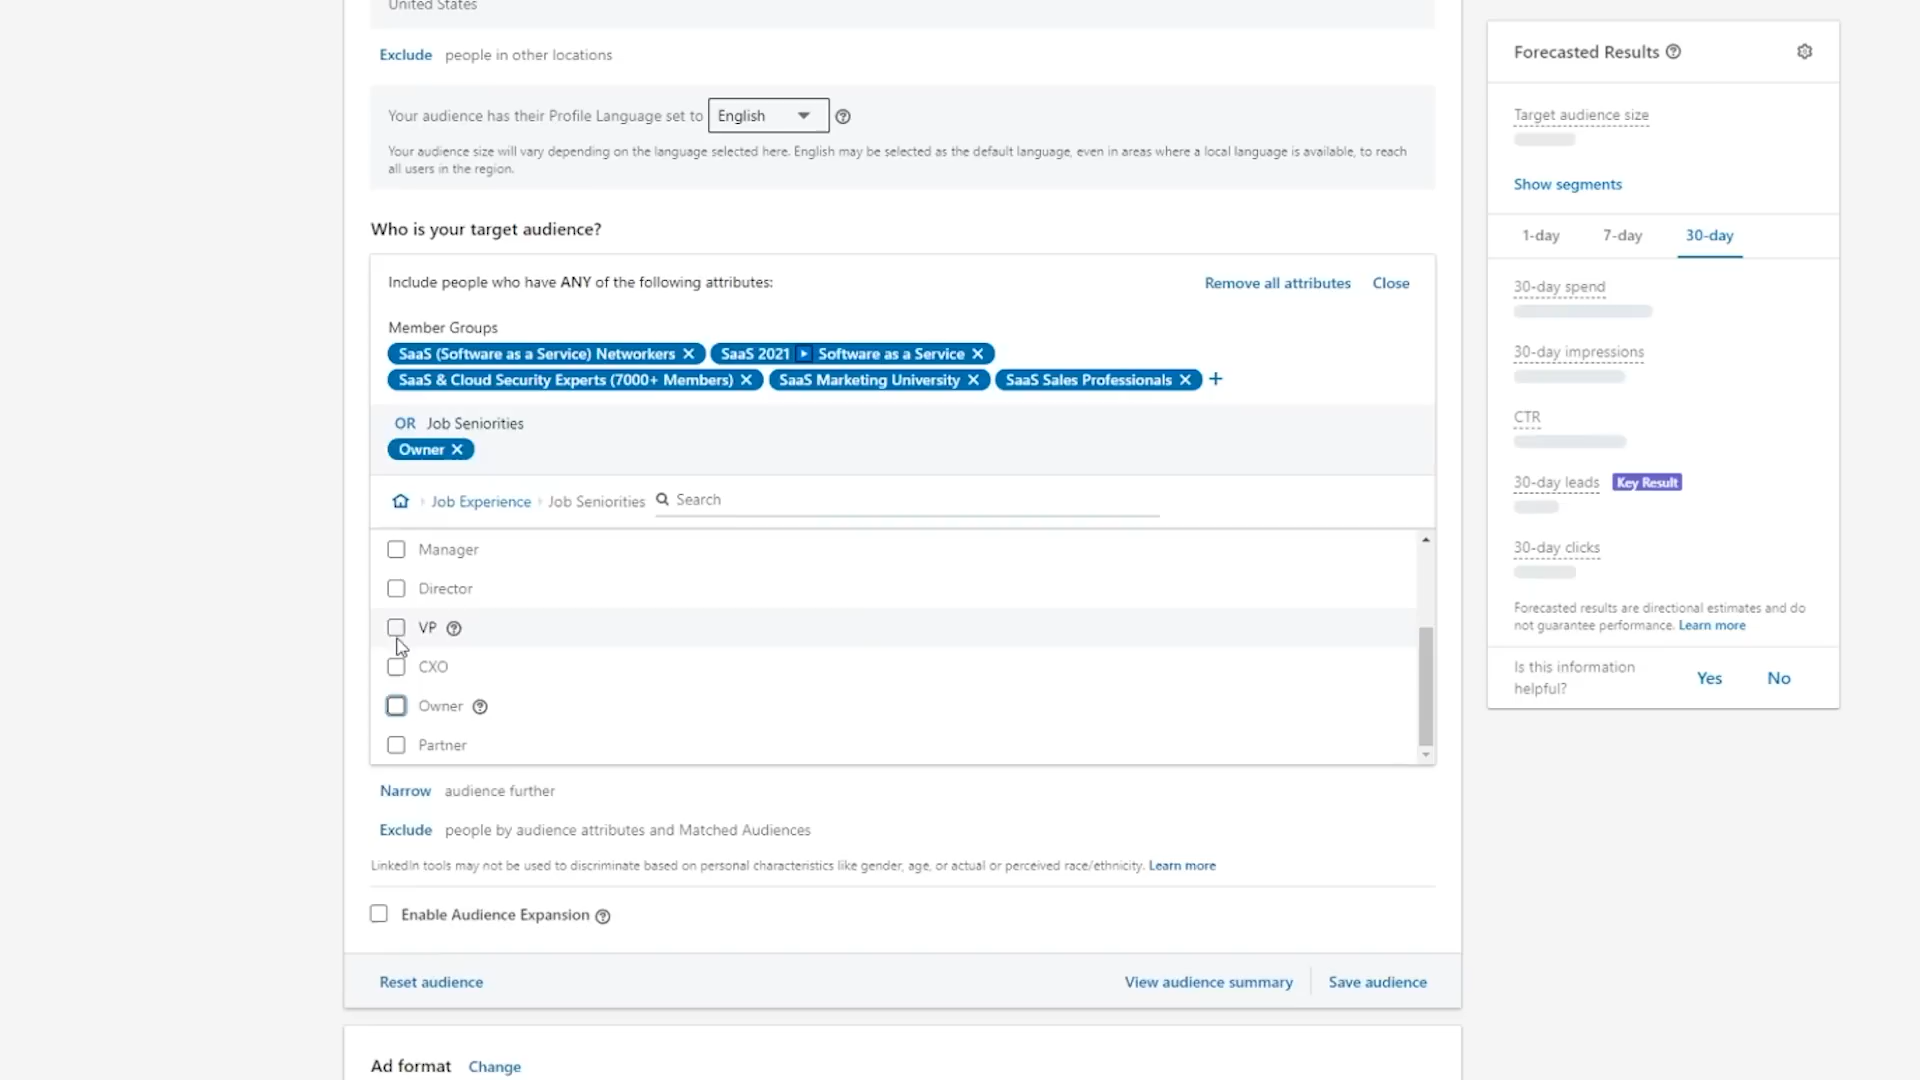 United States
Exclude people in other locations
Your audience has their Profile Language set to English
Your audience size will vary depending on the language selected here. English may be selected as the default language, even in areas where a local language is available, to reach
all users in the region.
Who is your target audience?
Include people who have ANY of the following attributes: Remove all attributes Close
Member Groups
SaaS (Software as a Service) Networkers SaaS 2021 Software as a Service
SaaS & Cloud Security Experts (7000+ Members) SaaS Marketing University SaaS Sales Professionals
OR Job Seniorities
Owner
Job Experience Job Seniorities Search
Manager
Director
VP
CXO
Owner
Partner
Narrow audience further
Exclude people by audience attributes and Matched Audiences
LinkedIn tools may not be used to discriminate based on personal characteristics like gender, age, or actual or perceived race/ethnicity. Learn more
Enable Audience Expansion
Reset audience View audience summary Save audience
Ad format Change
Forecasted Results
Target audience size
Show segments
1-day 7-day 30-day
30-day spend
30-day impressions
CTR
30-day leads Key Result
30-day clicks
Forecasted results are directional estimates and do
not guarantee performance. Learn more
Is this information
helpful? Yes No